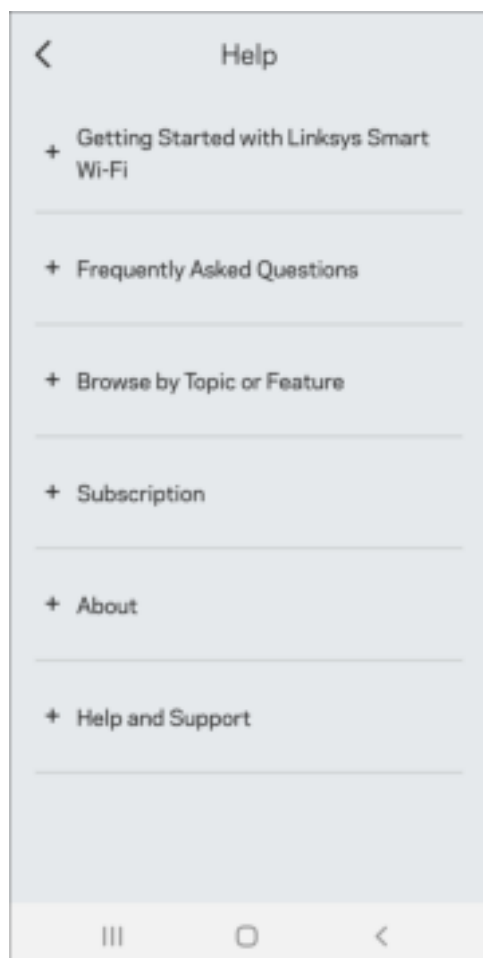 Help
+ Getting Started with Linksys Smart
Wi-Fi
+ Frequently Asked Questions
+ Browse by Topic or Feature
+ Subscription
+ About
+ Help and Support